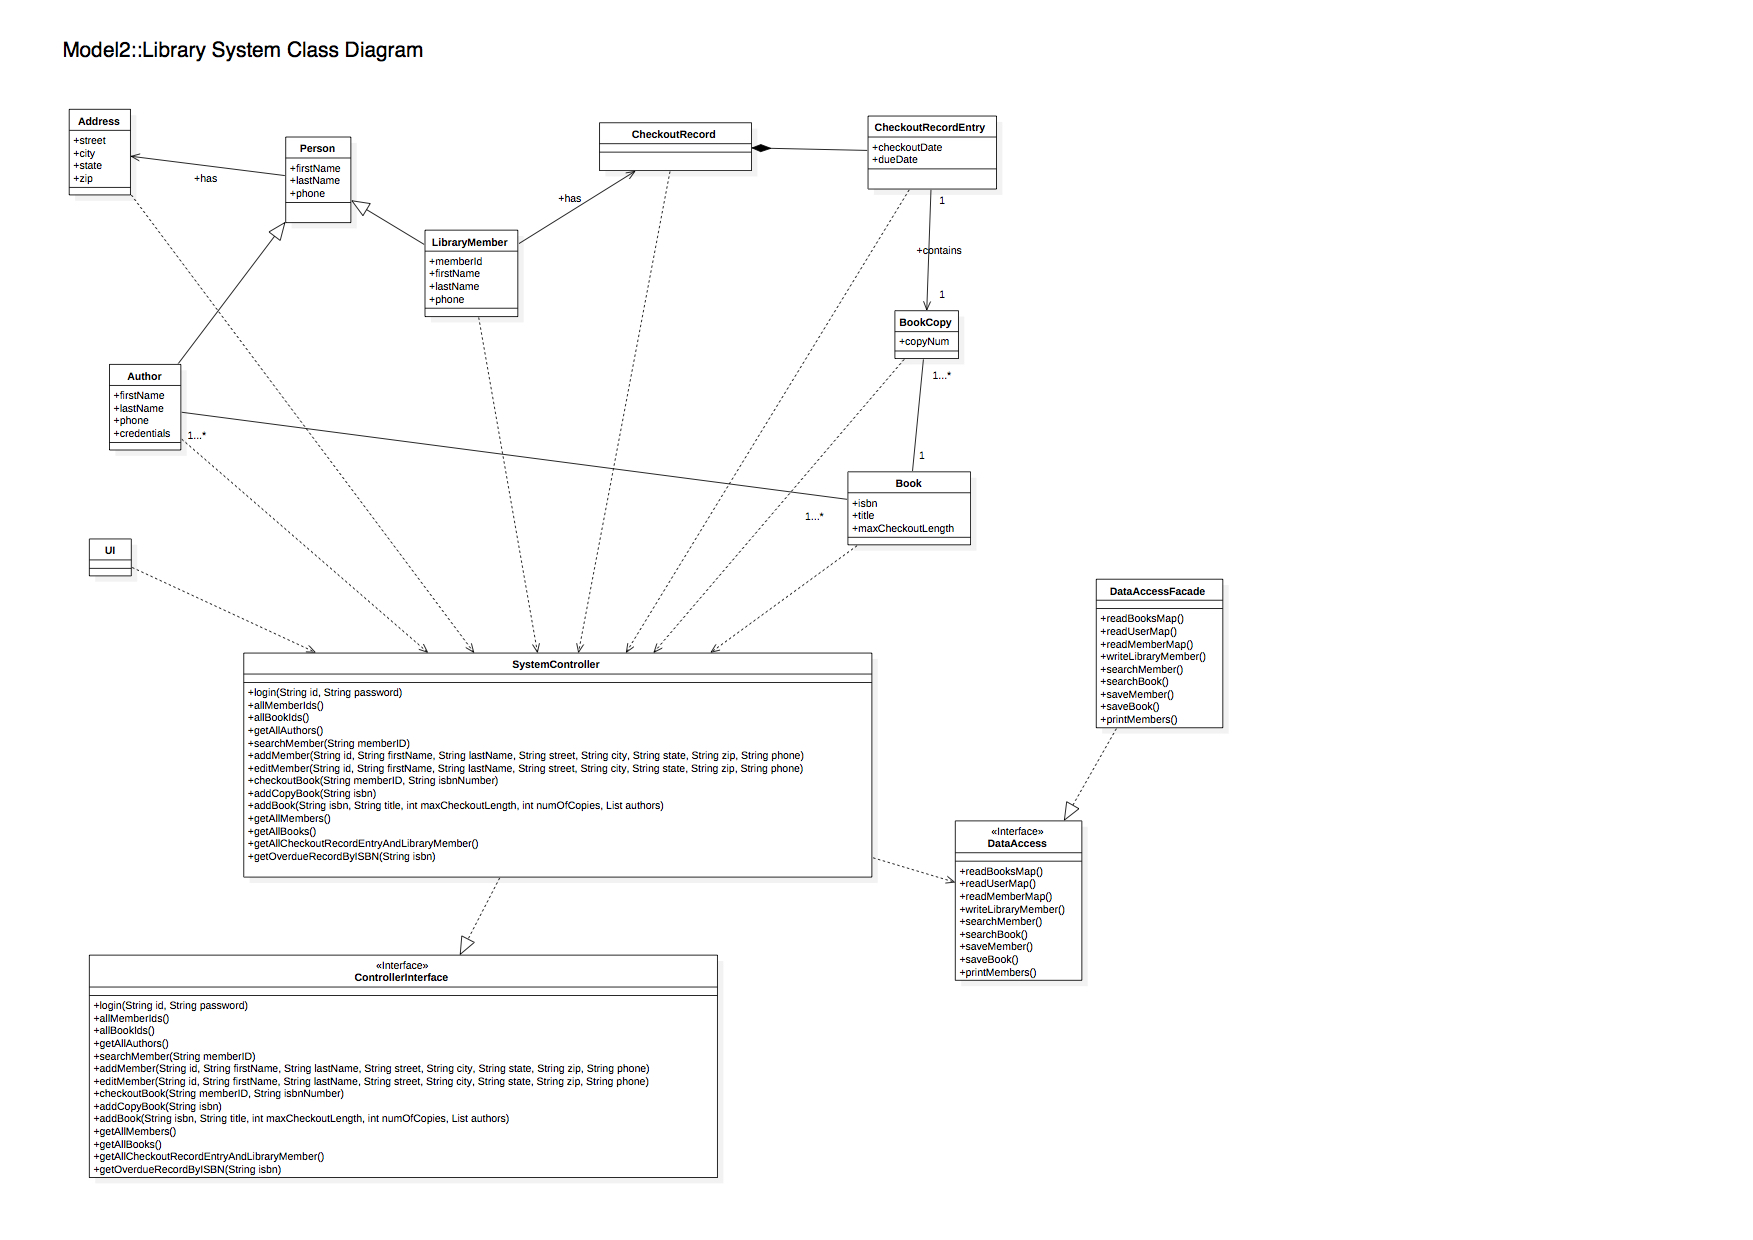 Model2::Library System Class Diagram
Address
+street
+city
+state
+zip
+has
Person
+firstName
+lastName
+phone
LibraryMember
+memberId
+firstName
+lastName
+phone
+has
CheckoutRecord
CheckoutRecordEntry
+checkoutDate
+dueDate
1
+contains
1
BookCopy
+copyNum
1...*
1
Author
+firstName
+lastName
+phone
+credentials
1...*
Book
+isbn
+title
+maxCheckoutLength
1...*
UI
SystemController
+login(String id, String password)
+allMemberIds()
+allBookIds()
+getAllAuthors()
+searchMember(String memberID)
+addMember(String id, String firstName, String lastName, String street, String city, String state, String zip, String phone)
+editMember(String id, String firstName, String lastName, String street, String city, String state, String zip, String phone)
+checkoutBook(String memberID, String isbnNumber)
+addCopyBook(String isbn)
+addBook(String isbn, String title, int maxCheckoutLength, int numOfCopies, List authors)
+getAllMembers()
+getAllBooks()
+getAllCheckoutRecordEntryAndLibraryMember()
+getOverdueRecordByISBN(String isbn)
DataAccessFacade
+readBooksMap()
+readUserMap()
+readMemberMap()
+writeLibraryMember()
+searchMember()
+searchBook()
+saveMember()
+saveBook()
+printMembers()
«Interface»
DataAccess
+readBooksMap()
+readUserMap()
+readMemberMap()
+writeLibraryMember()
+searchMember()
+searchBook()
+saveMember()
+saveBook()
+printMembers()
«Interface»
ControllerInterface
+login(String id, String password)
+allMemberIds()
+allBookIds()
+getAllAuthors()
+searchMember(String memberID)
+addMember(String id, String firstName, String lastName, String street, String city, String state, String zip, String phone)
+editMember(String id, String firstName, String lastName, String street, String city, String state, String zip, String phone)
+checkoutBook(String memberID, String isbnNumber)
+addCopyBook(String isbn)
+addBook(String isbn, String title, int maxCheckoutLength, int numOfCopies, List authors)
+getAllMembers()
+getAllBooks()
+getAllCheckoutRecordEntryAndLibraryMember()
+getOverdueRecordByISBN(String isbn)